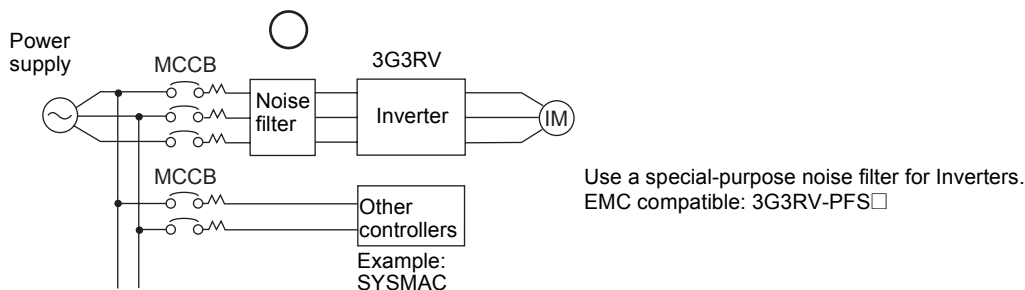 Power
supply
MCCB
3G3RV
Noise
filter
Inverter
IM
MCCB
Other
controllers
Example:
SYSMAC
Use a special-purpose noise filter for Inverters.
EMC compatible: 3G3RV-PFS□